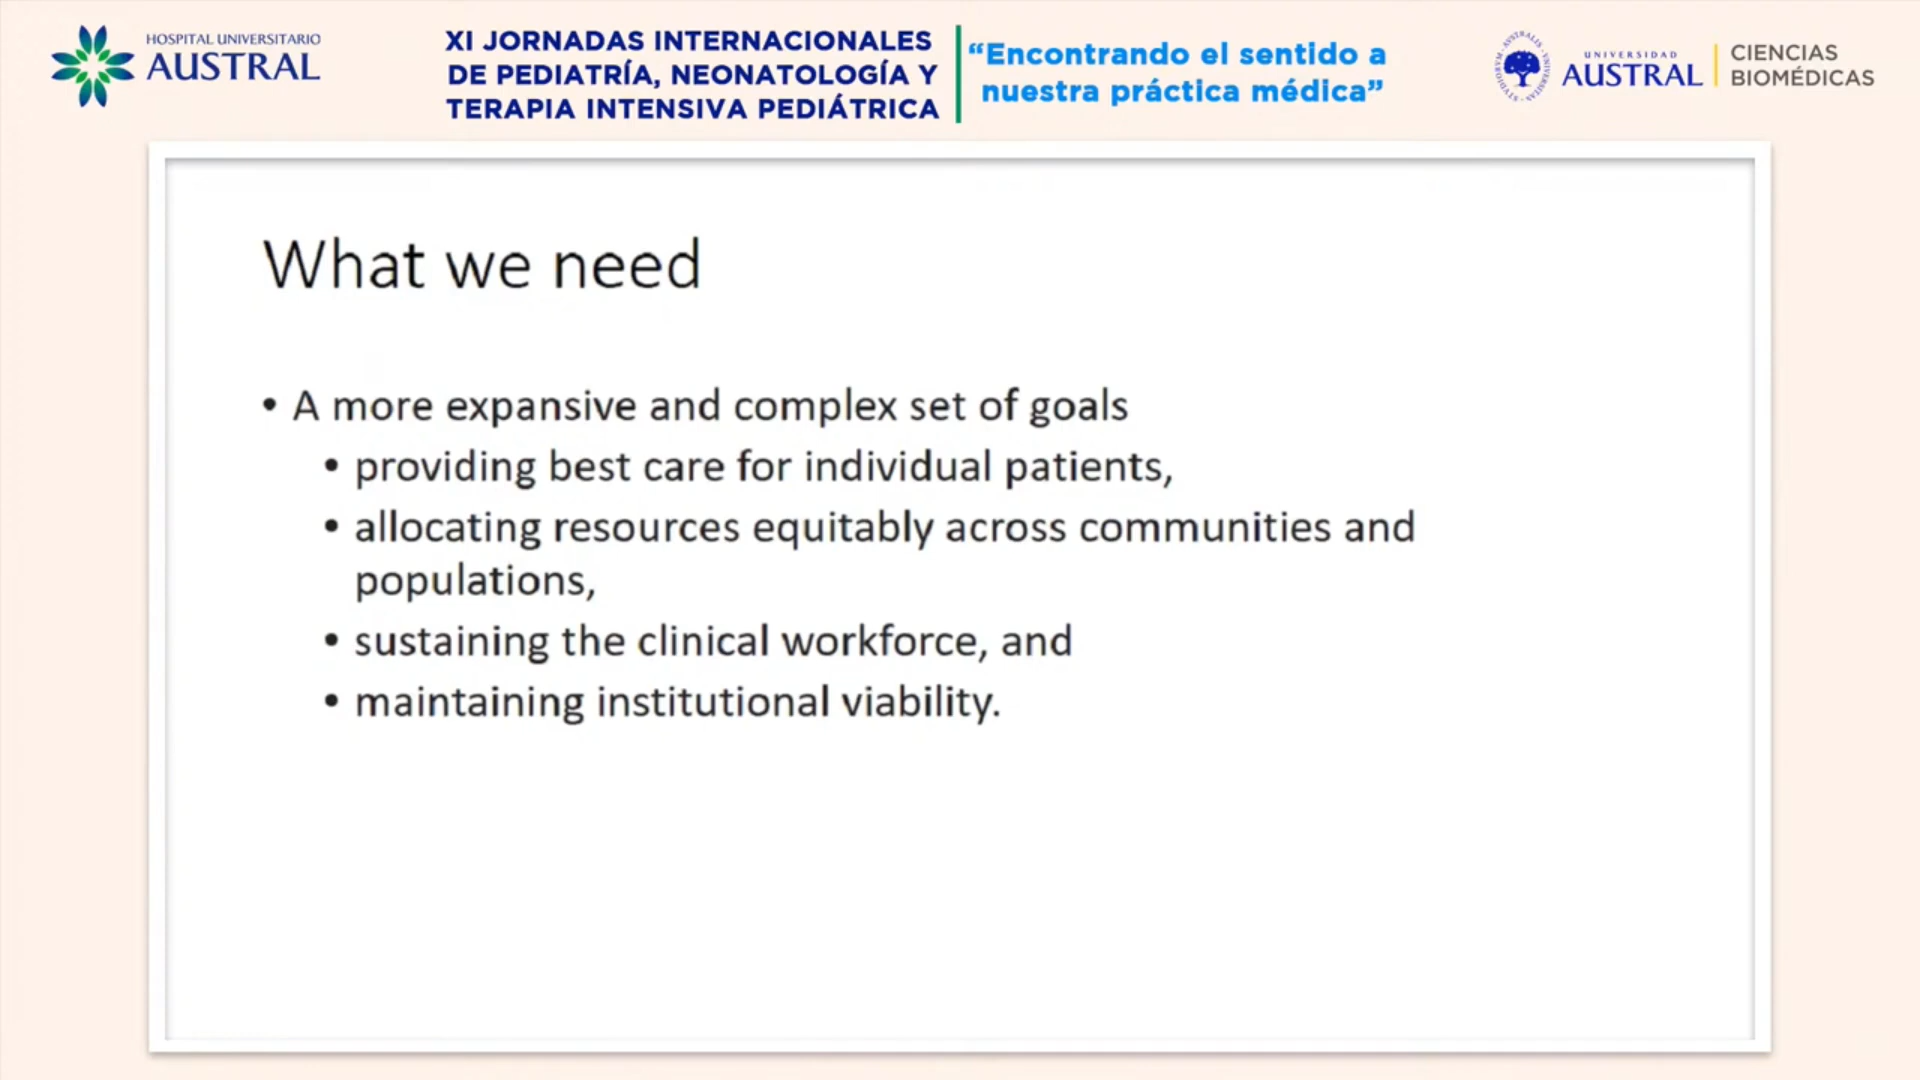 HOSPITAL UNIVERSITARIO
AUSTRAL
XI JORNADAS INTERNACIONALES
DE PEDIATRÍA, NEONATOLOGÍA Y
TERAPIA INTENSIVA PEDIÁTRICA
“Encontrando el sentido a
nuestra práctica médica”
UNIVERSIDAD
AUSTRAL
CIENCIAS
BIOMÉDICAS
What we need
• A more expansive and complex set of goals
• providing best care for individual patients,
• allocating resources equitably across communities and
populations,
• sustaining the clinical workforce, and
• maintaining institutional viability.